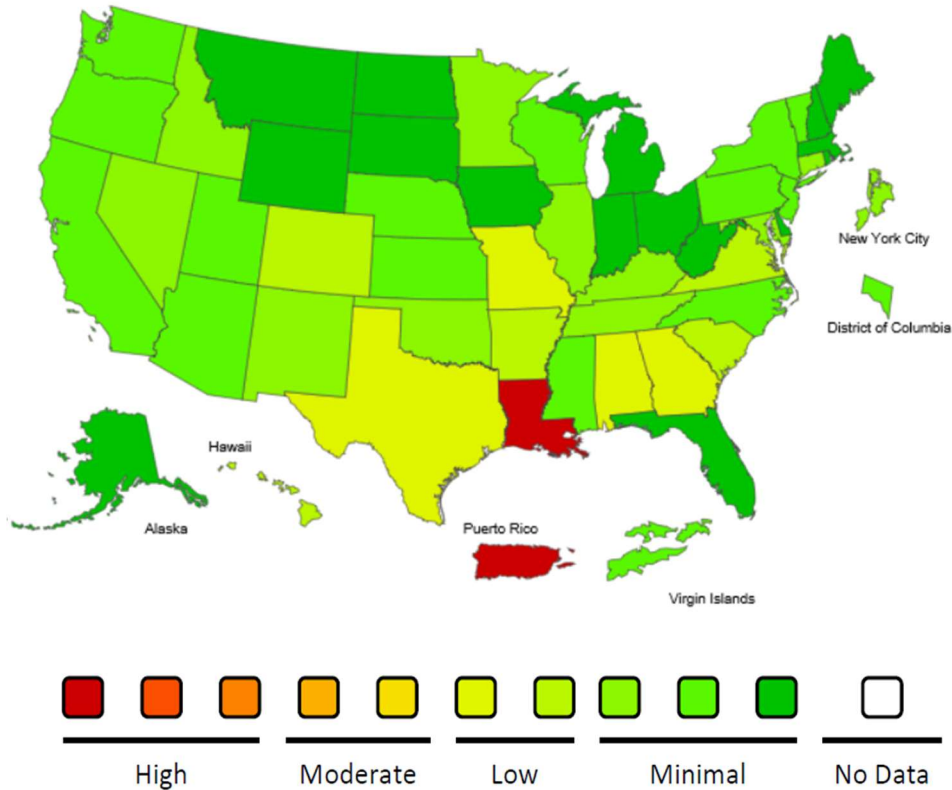 New York City
District of Columbia
Hawaii
Alaska
Puerto Rico
Virgin Islands
High
Moderate
Low
Minimal
No Data